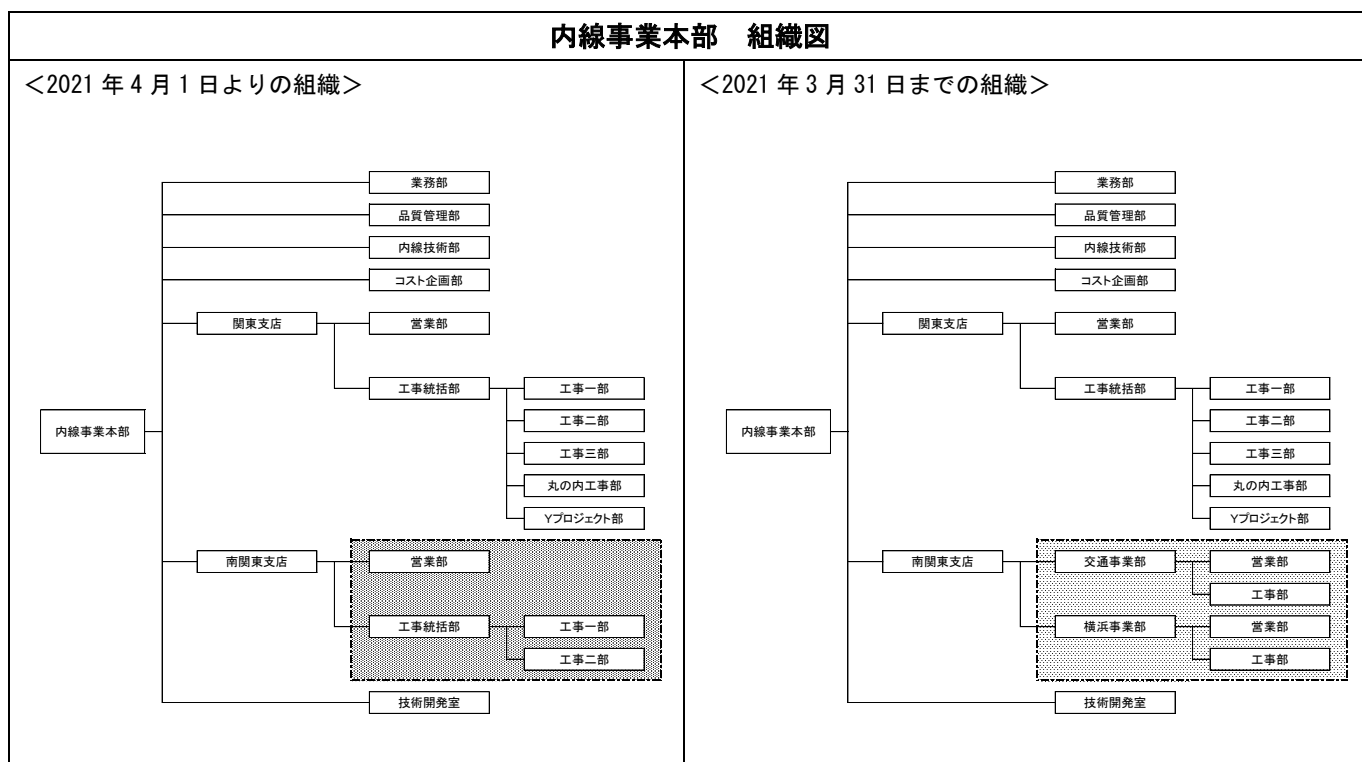 内線事業本部　組織図
＜2021 年 4 月 1 日よりの組織＞
業務部
品質管理部
内線技術部
コスト企画部
関東支店
営業部
工事統括部
工事一部
内線事業本部
工事二部
工事三部
丸の内工事部
Yプロジェクト部
南関東支店
営業部
工事統括部
工事一部
工事二部
技術開発室
＜2021 年 3 月 31 日までの組織＞
業務部
品質管理部
内線技術部
コスト企画部
関東支店
営業部
工事統括部
工事一部
内線事業本部
工事二部
工事三部
丸の内工事部
Yプロジェクト部
南関東支店
交通事業部
営業部
工事部
横浜事業部
営業部
工事部
技術開発室